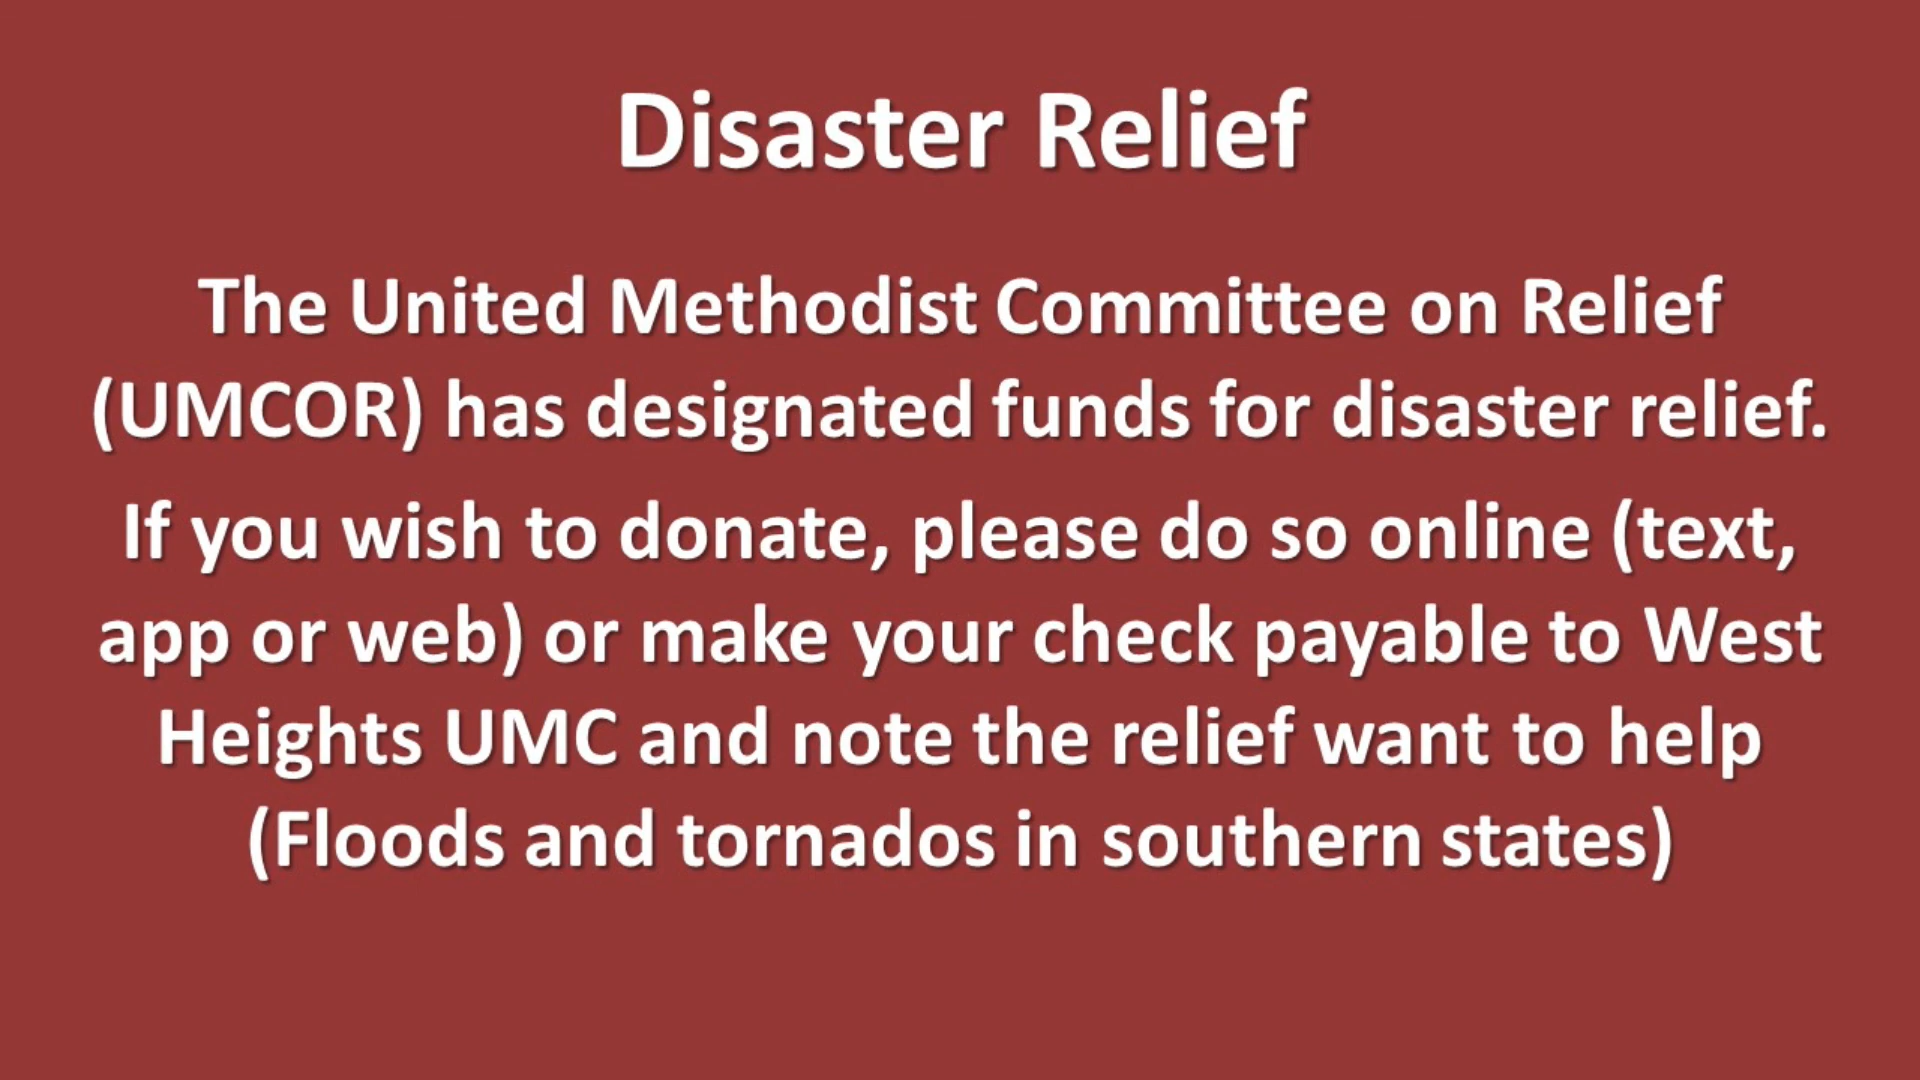 Disaster Relief
The United Methodist Committee on Relief
(UMCOR) has designated funds for disaster relief.
If you wish to donate, please do so online (text,
app or web) or make your check payable to West
Heights UMC and note the relief want to help
(Floods and tornados in southern states)